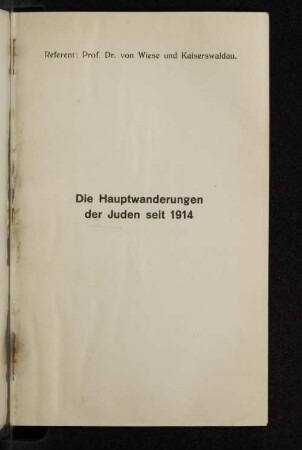 Referent: Prof. Dr. von Wiese und Kaiserswaldau.
Die Hauptwanderungen
der Juden seit 1914